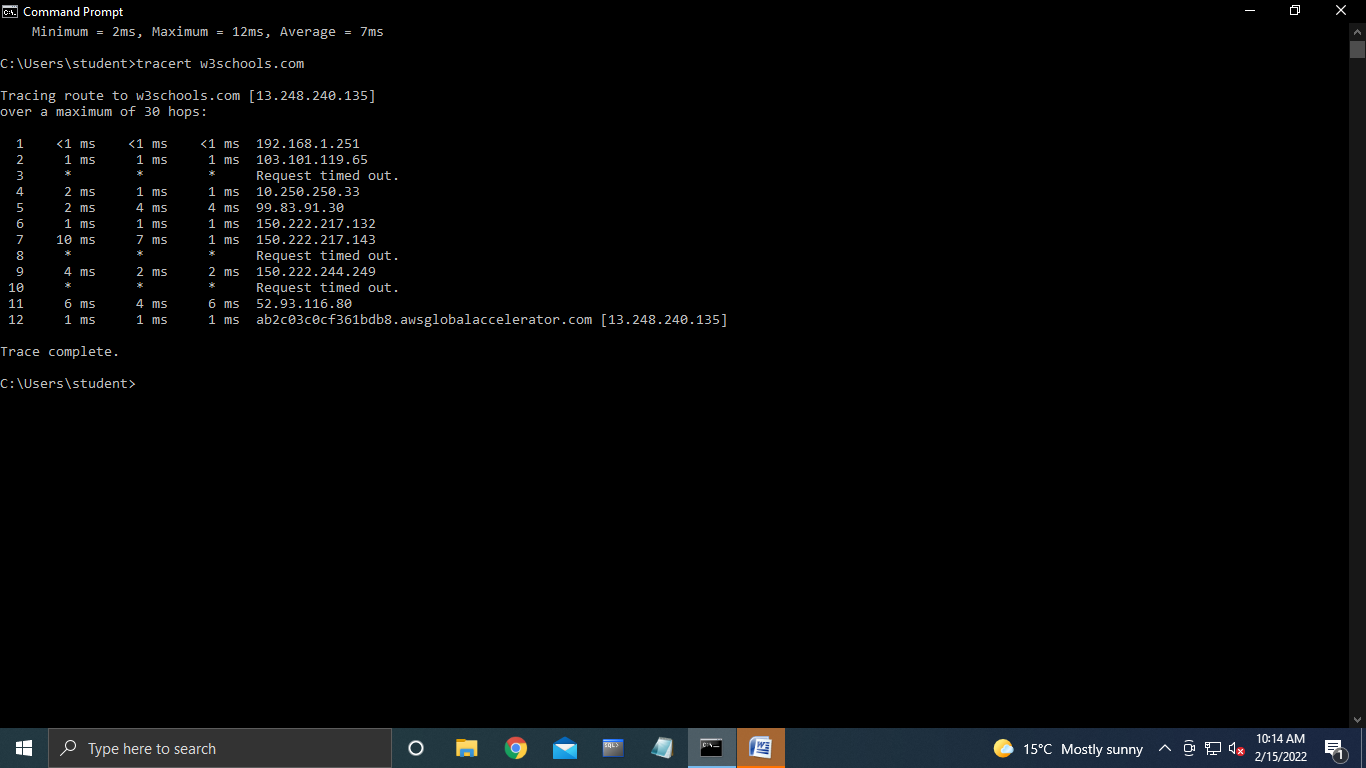 Command Prompt
Minimum = 2ms, Maximum = 12ms, Average = 7ms
C:\Users\student>tracert w3schools.com
Tracing route to w3schools.com [13.248.240.135]
over a maximum of 30 hops:
1 <1 ms <1 ms <1 ms 192.168.1.251
2 1 ms 1 ms 1 ms 103.101.119.65
3 * * * Request timed out.
4 2 ms 1 ms 1 ms 10.250.250.33
5 2 ms 4 ms 4 ms 99.83.91.30
6 1 ms 1 ms 1 ms 150.222.217.132
7 10 ms 7 ms 1 ms 150.222.217.143
8 * * * Request timed out.
9 4 ms 2 ms 2 ms 150.222.244.249
10 * * * Request timed out.
11 6 ms 4 ms 6 ms 52.93.116.80
12 1 ms 1 ms 1 ms ab2c03c0cf361bdb8.awsglobalaccelerator.com [13.248.240.135]
Trace complete.
C:\Users\student>
Type here to search
15°C Mostly sunny
10:14 AM
2/15/2022
1